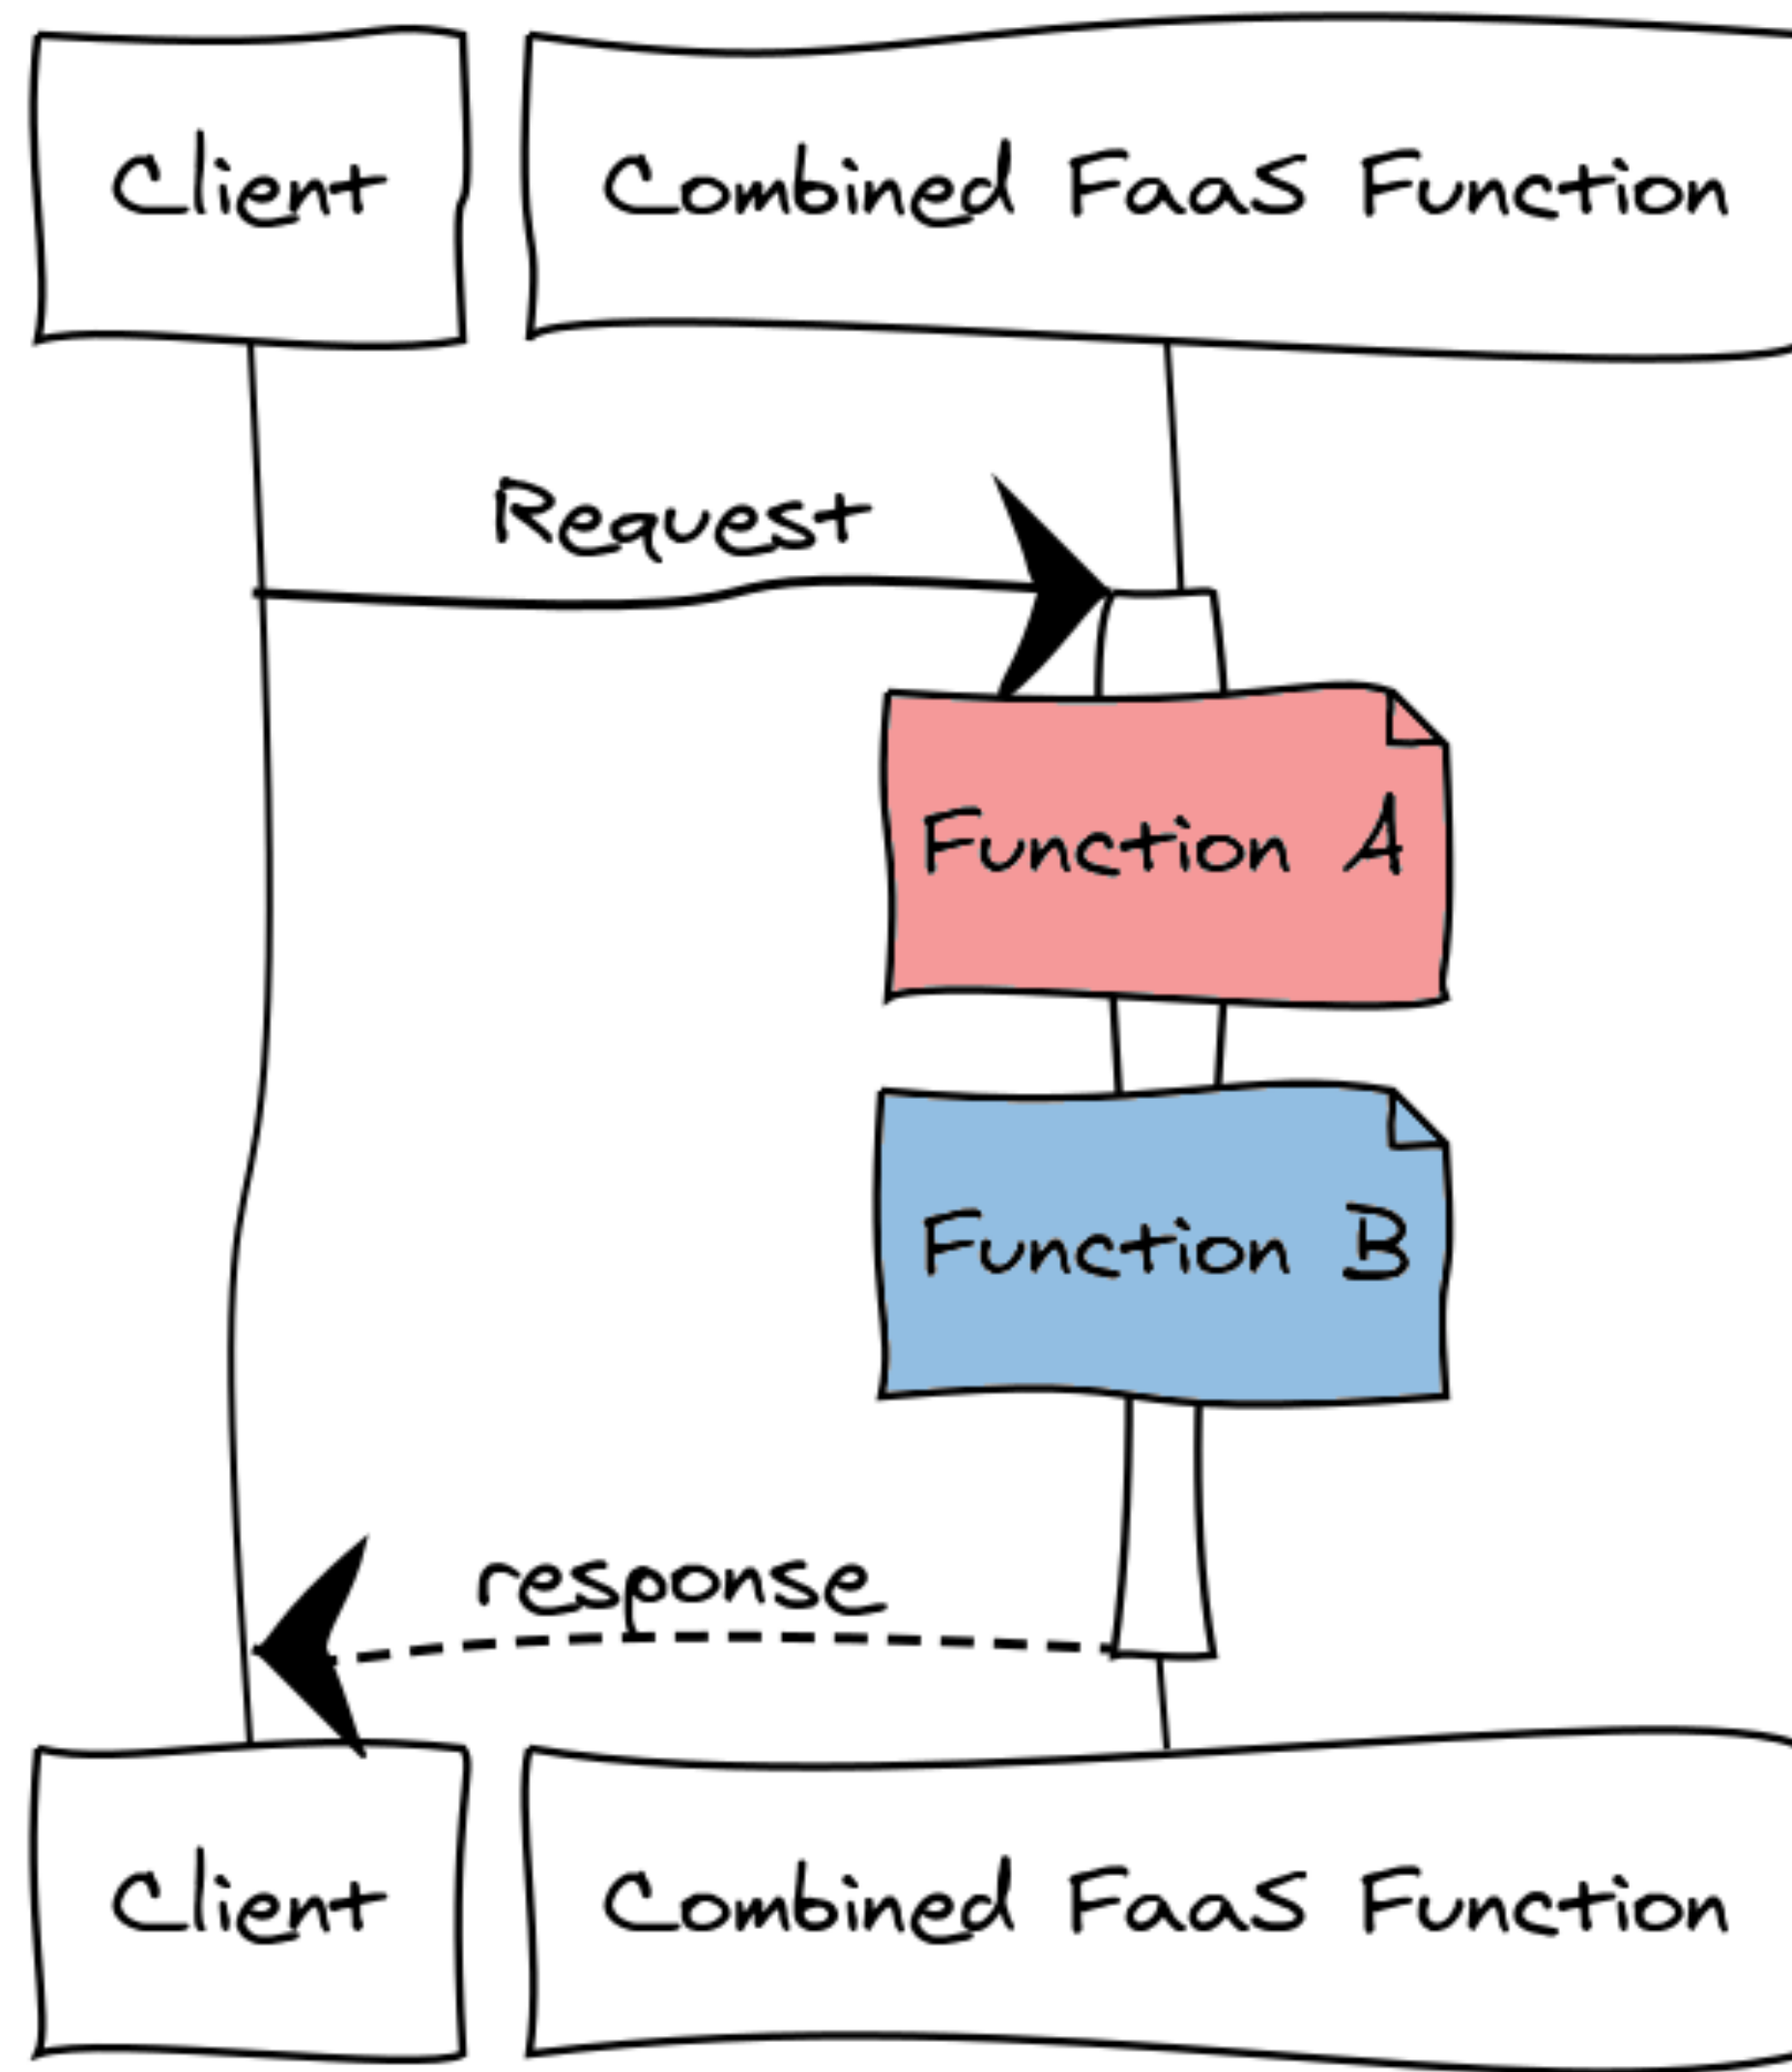 Client
Combined FaaS Function
Request
Function A
Function B
response
Client
Combined FaaS Function